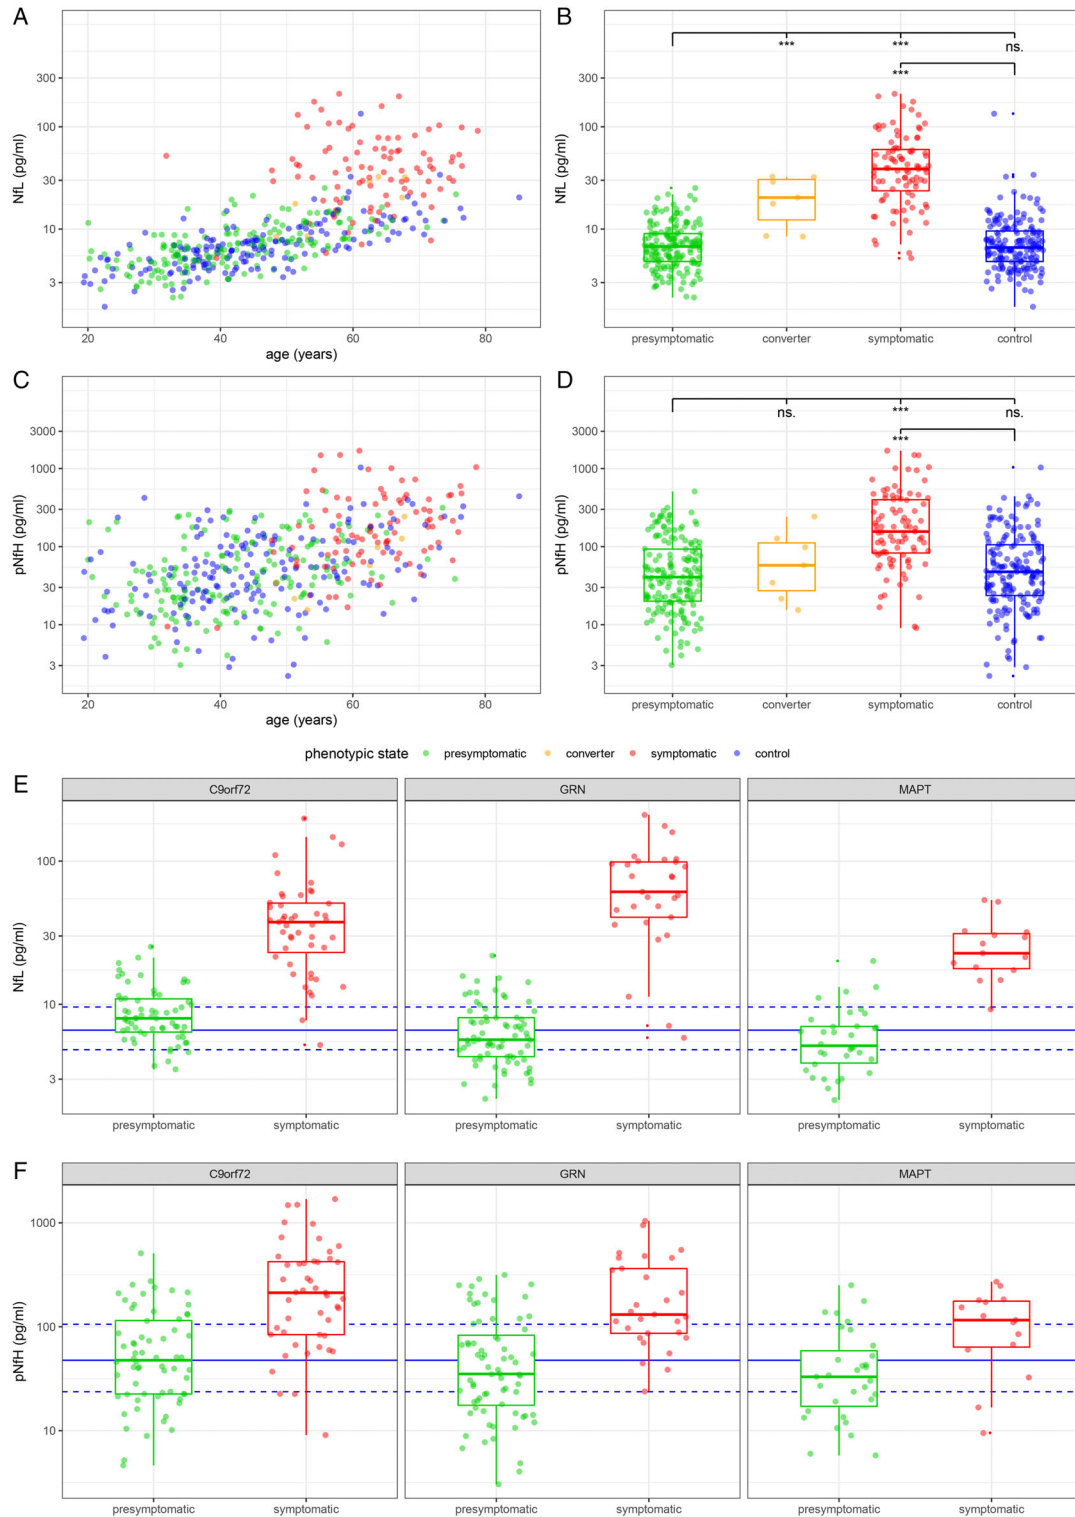 A
B
***
***
ns.
***
300
100
30
10
3
NfL (pg/ml)
20
40
60
80
age (years)
300
100
30
10
3
NfL (pg/ml)
presymptomatic
converter
symptomatic
control
C
D
ns.
***
ns.
***
3000
1000
300
100
30
10
3
pNfH (pg/ml)
20
40
60
80
age (years)
3000
1000
300
100
30
10
3
pNfH (pg/ml)
presymptomatic
converter
symptomatic
control
phenotypic state presymptomatic converter symptomatic control
E
C9orf72
GRN
MAPT
100
30
10
3
NfL (pg/ml)
presymptomatic
symptomatic
presymptomatic
symptomatic
presymptomatic
symptomatic
F
C9orf72
GRN
MAPT
1000
100
10
pNfH (pg/ml)
presymptomatic
symptomatic
presymptomatic
symptomatic
presymptomatic
symptomatic